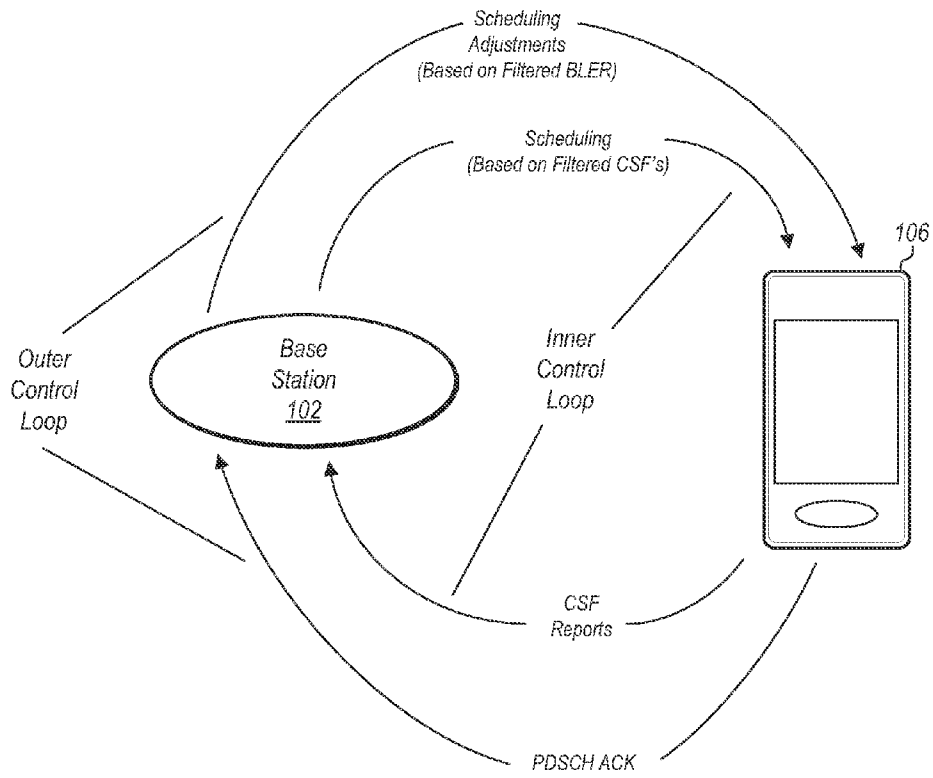 Scheduling
Adjustments
(Based on Filtered BLER)
Scheduling
(Based on Filtered CSF's)
106
Outer
Control
Loop
Base
Station
102
Inner
Control
Loop
CSF
Reports
PDSCH ACK